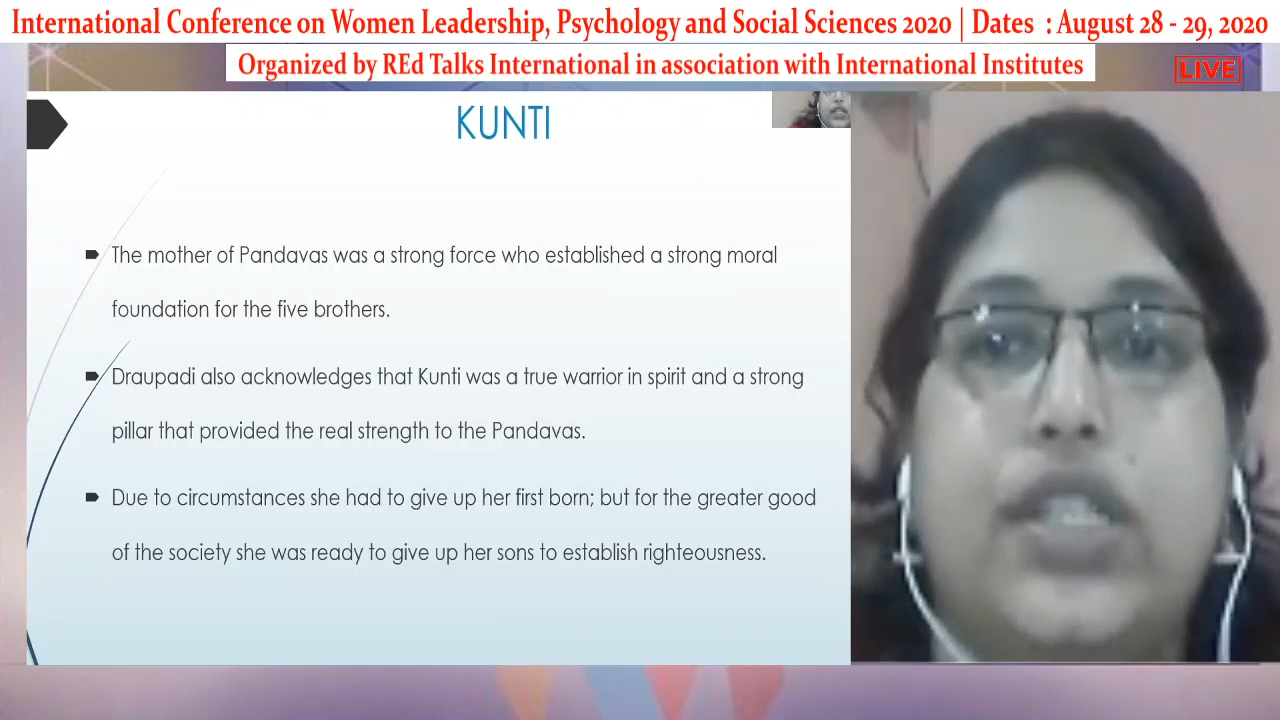 International Conference on Women Leadership, Psychology and Social Sciences 2020 | Dates : August 28 - 29, 2020
Organized by REd Talks International in association with International Institutes
LIVE
KUNTI
The mother of Pandavas was a strong force who established a strong moral
foundation for the five brothers.
Draupadi also acknowledges that Kunti was a true warrior in spirit and a strong
pillar that provided the real strength to the Pandavas.
Due to circumstances she had to give up her first born; but for the greater good
of the society she was ready to give up her sons to establish righteousness.